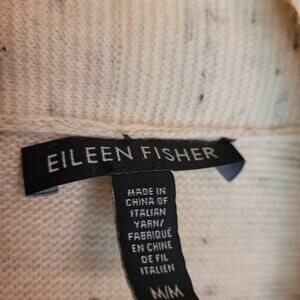 EILEEN FISHER
MADE IN
CHINA OF
ITALIAN
YARN/
FABRIQUÉ
EN CHINE
DE FIL
ITALIEN
M/M